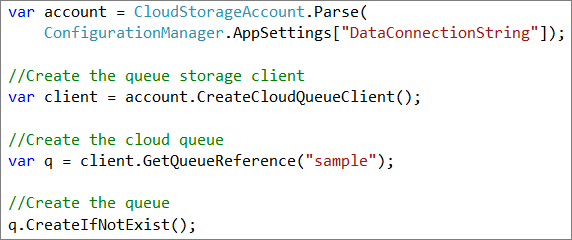 var account = CloudStorageAccount.Parse(
ConfigurationManager.AppSettings["DataConnectionString"]);
//Create the queue storage client
var client = account.CreateCloudQueueClient();
//Create the cloud queue
var q = client.GetQueueReference("sample");
//Create the queue
q.CreateIfNotExist();